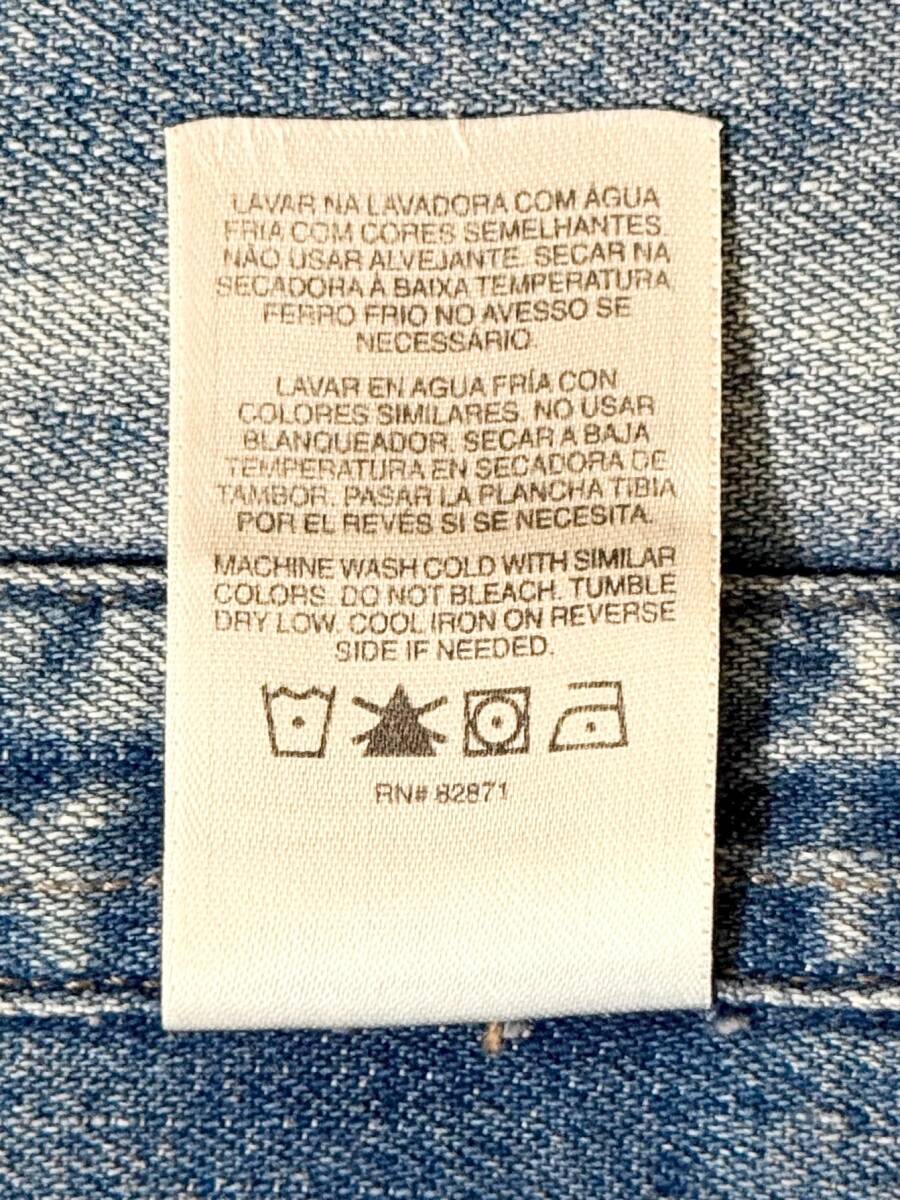 LAVAR NA LAVADORA COM ÁGUA
FRIA COM CORES SEMELHANTES.
NÃO USAR ALVEJANTE. SECAR NA
SECADORA À BAIXA TEMPERATURA.
FERRO FRIO NO AVESSO SE
NECESSÁRIO.
LAVAR EN AGUA FRÍA CON
COLORES SIMILARES. NO USAR
BLANQUEADOR. SECAR A BAJA
TEMPERATURA EN SECADORA DE
TAMBOR. PASAR LA PLANCHA TIBIA
POR EL REVÉS SI SE NECESITA.
MACHINE WASH COLD WITH SIMILAR
COLORS. DO NOT BLEACH. TUMBLE
DRY LOW. COOL IRON ON REVERSE
SIDE IF NEEDED.
RN# 82871